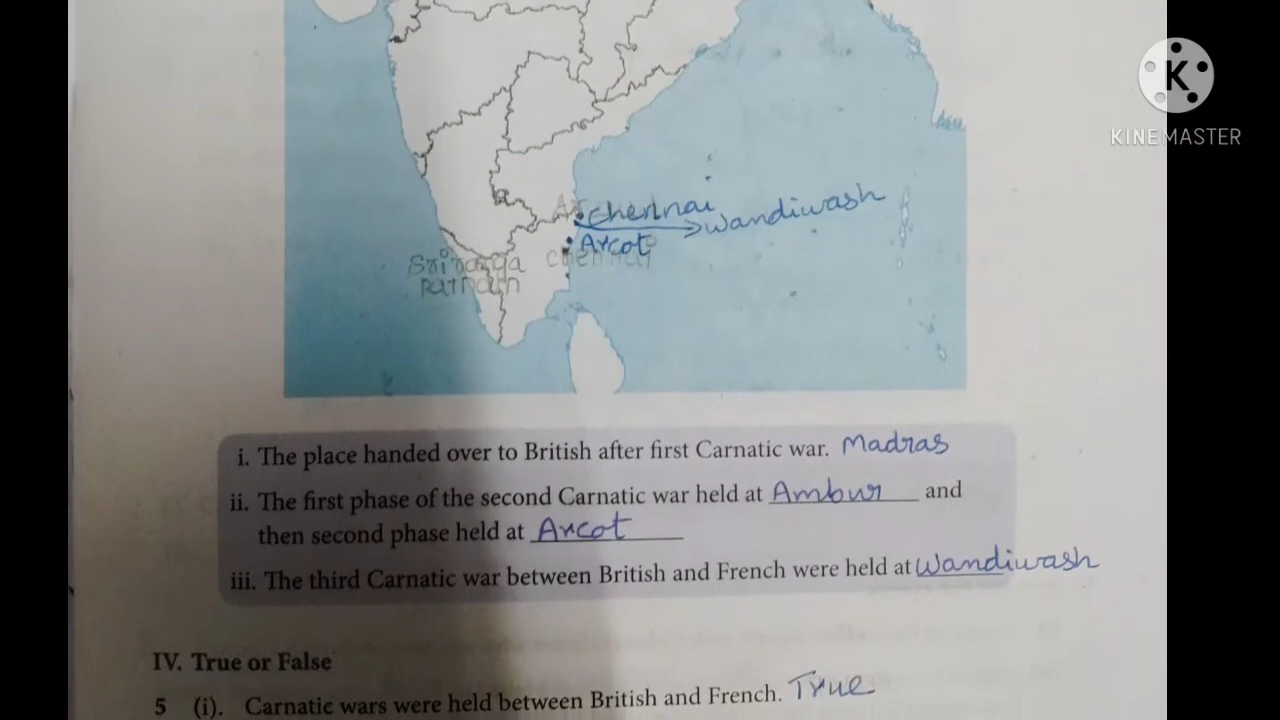 K
KINEMASTER
Chennai
Wandiwash
Arcot
Sriranga
patnam
chennai
i. The place handed over to British after first Carnatic war. Madras
ii. The first phase of the second Carnatic war held at Ambur and
then second phase held at Arcot
iii. The third Carnatic war between British and French were held at Wandiwash
IV. True or False
5 (i). Carnatic wars were held between British and French. True